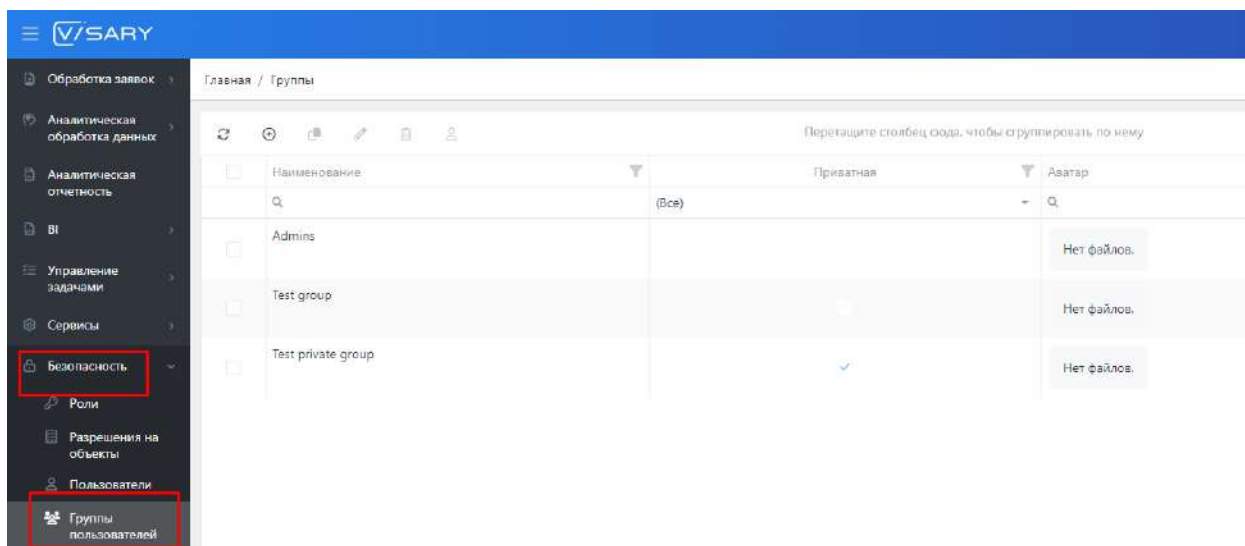 VISARY
Обработка заявок
Аналитическая
обработка данных
Аналитическая
отчетность
BI
Управление
задачами
Сервисы
Безопасность
Роли
Разрешения на
объекты
Пользователи
Группы
пользователей
Главная / Группы
Перетащите столбец сюда, чтобы сгруппировать по нему
Наименование Приватная Аватар
(Все)
Admins Нет файлов.
Test group Нет файлов.
Test private group Нет файлов.